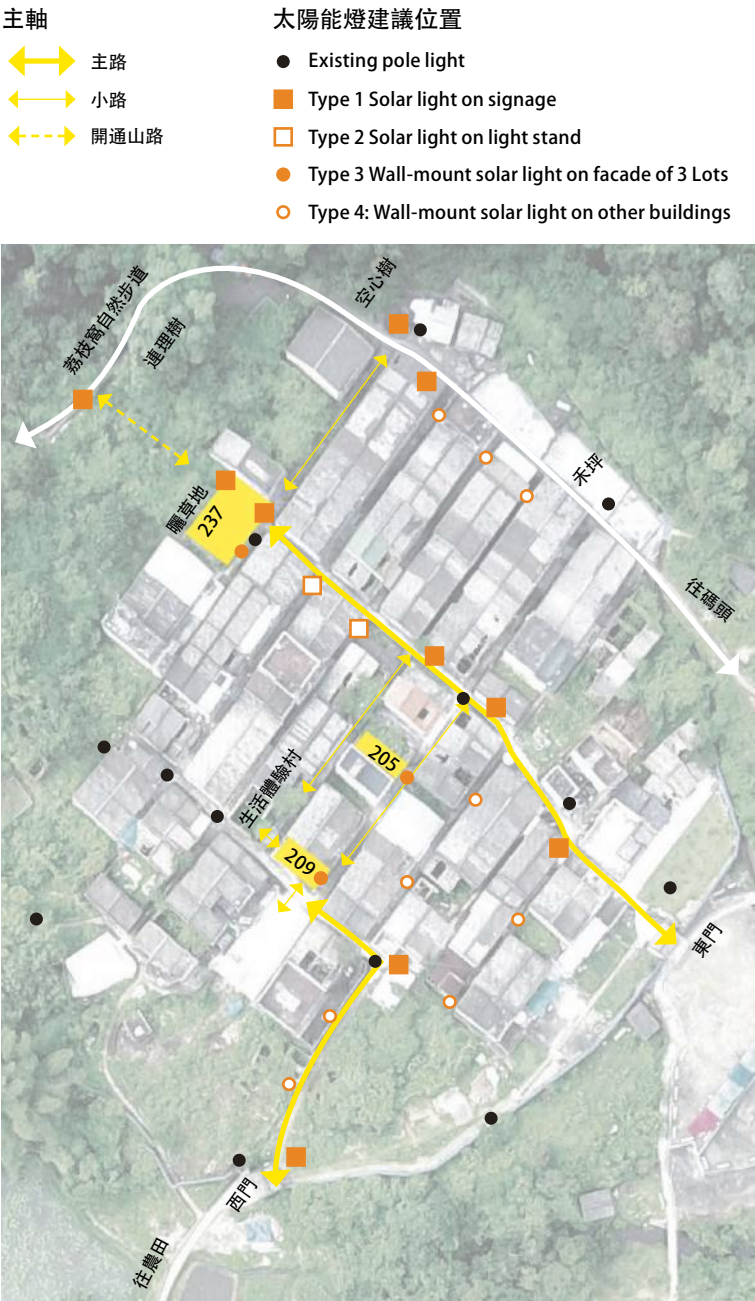 主軸
主路
小路
開通山路
太陽能燈建議位置
Existing pole light
Type 1 Solar light on signage
Type 2 Solar light on light stand
Type 3 Wall-mount solar light on facade of 3 Lots
Type 4: Wall-mount solar light on other buildings
荔枝窩自然步道
連理樹
空心樹
禾坪
往碼頭
曬草地
237
205
生活體驗村
209
東門
西門
往農田